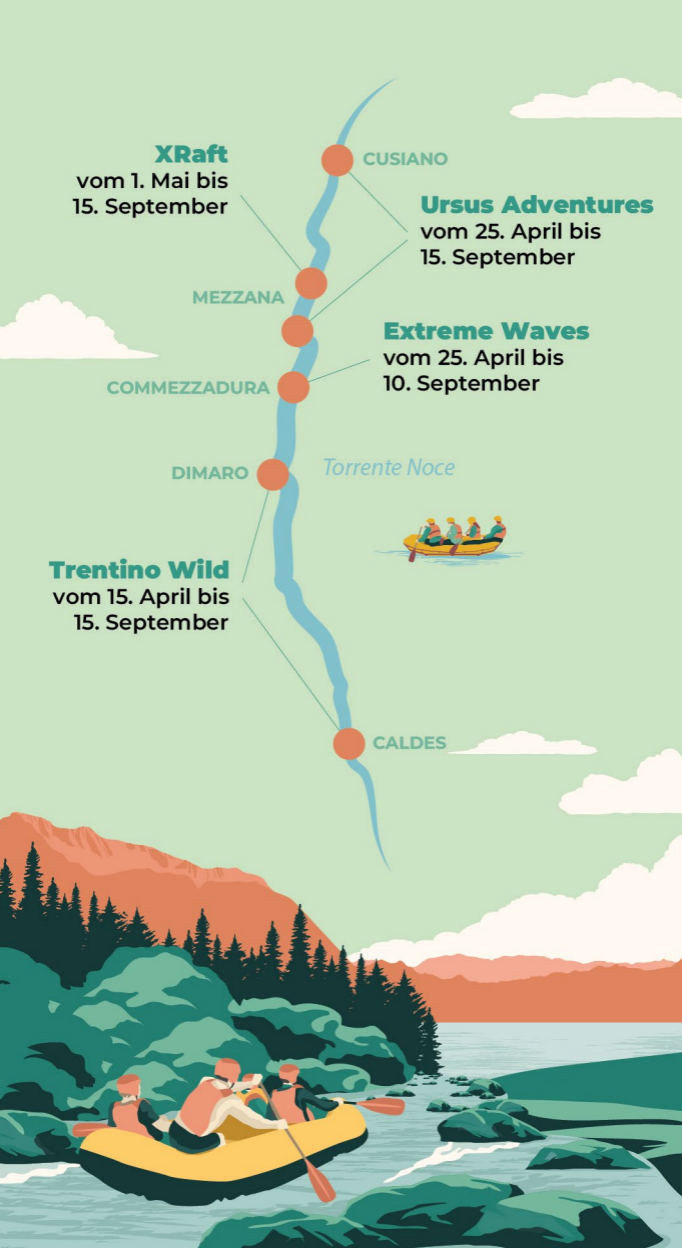 CUSIANO
XRaft
vom 1. Mai bis
15. September
Ursus Adventures
vom 25. April bis
15. September
MEZZANA
Extreme Waves
vom 25. April bis
10. September
COMMEZZADURA
DIMARO
Torrente Noce
Trentino Wild
vom 15. April bis
15. September
CALDES